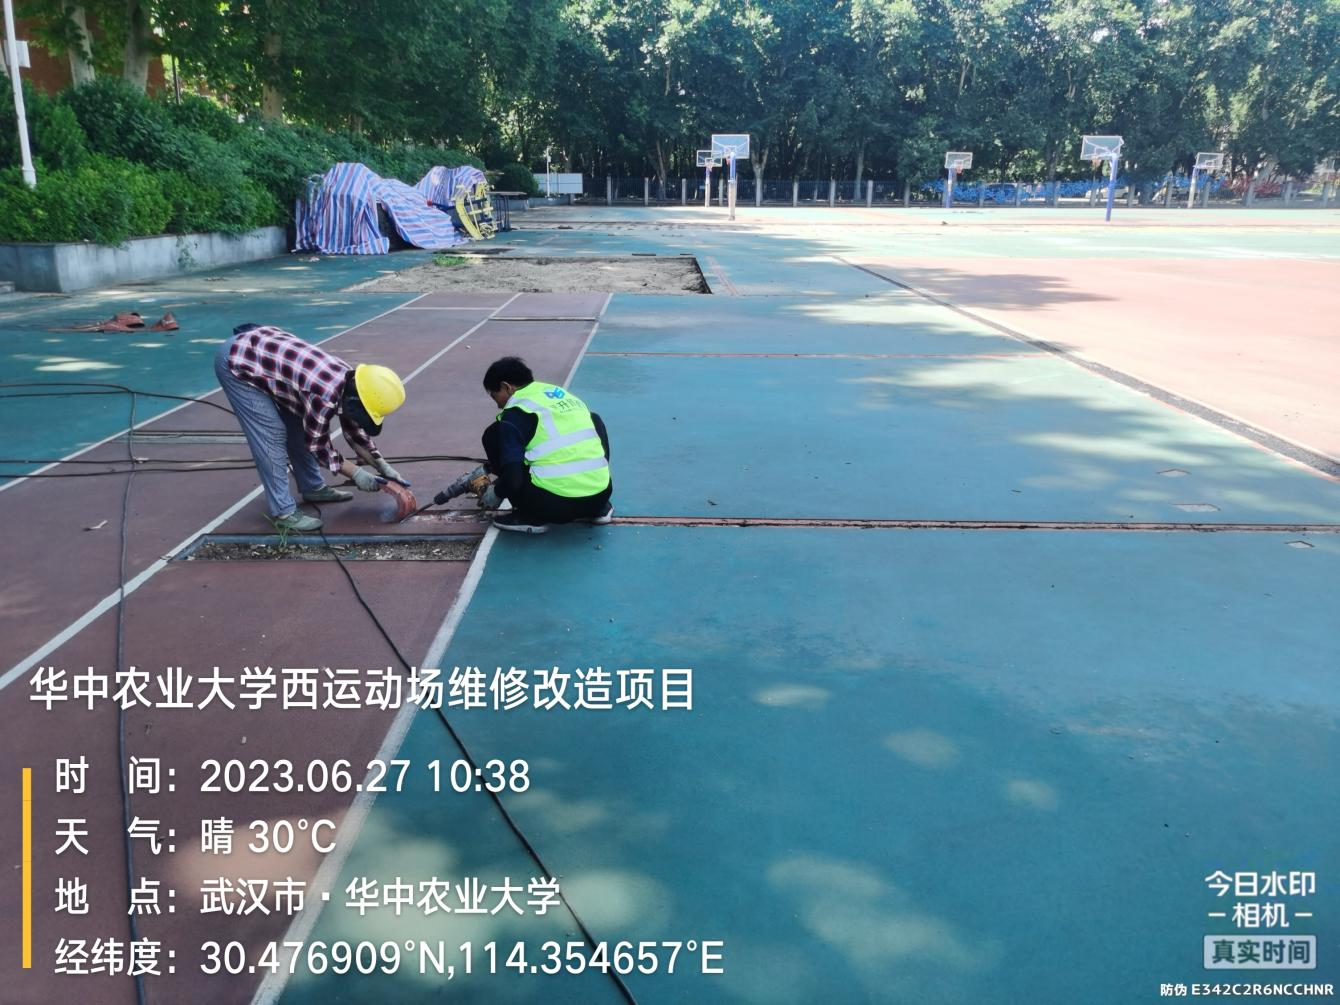 华中农业大学西运动场维修改造项目
时 间：2023.06.27 10:38
天 气：晴 30°C
地 点：武汉市·华中农业大学
经纬度：30.476909°N,114.354657°E
今日水印
－相机－
真实时间
防伪 E342C2R6NCCHNR